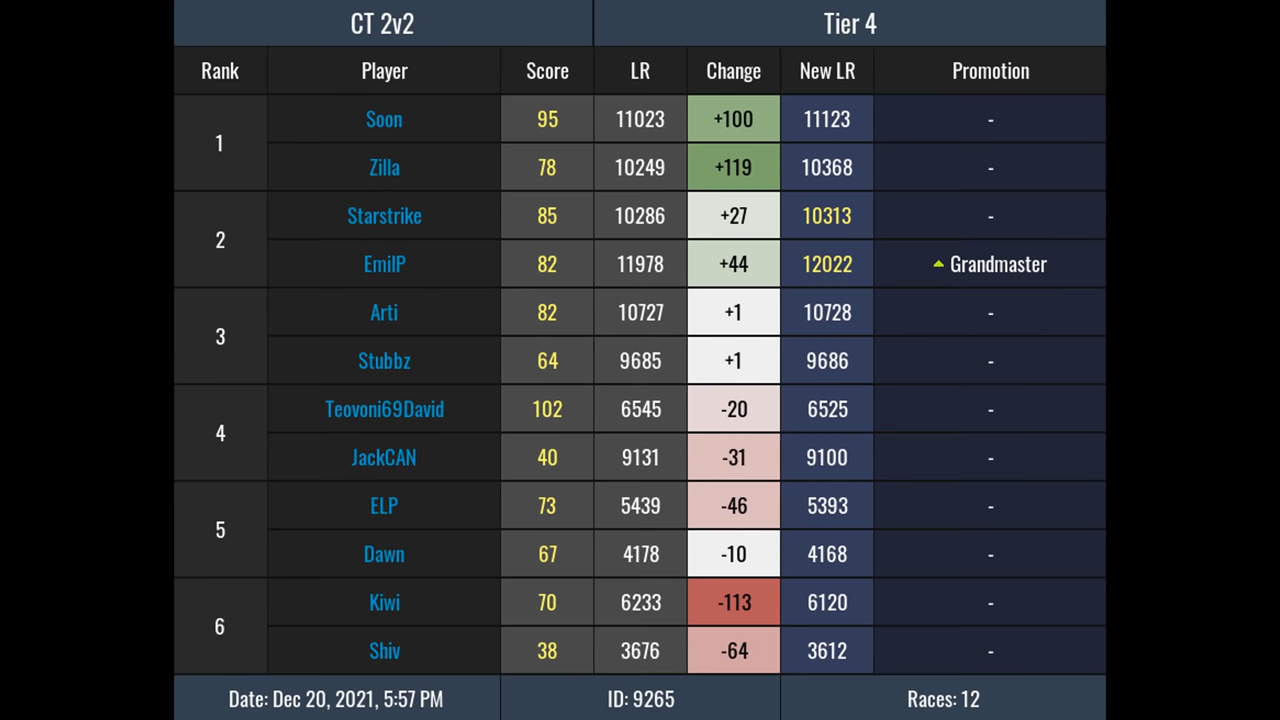 CT 2v2 Tier 4
Rank Player Score LR Change New LR Promotion
1
Soon 95 11023 +100 11123 -
Zilla 78 10249 +119 10368 -
2
Starstrike 85 10286 +27 10313 -
EmilP 82 11978 +44 12022 Grandmaster
3
Arti 82 10727 +1 10728 -
Stubbz 64 9685 +1 9686 -
4
Teovoni69David 102 6545 -20 6525 -
JackCAN 40 9131 -31 9100 -
5
ELP 73 5439 -46 5393 -
Dawn 67 4178 -10 4168 -
6
Kiwi 70 6233 -113 6120 -
Shiv 38 3676 -64 3612 -
Date: Dec 20, 2021, 5:57 PM ID: 9265 Races: 12